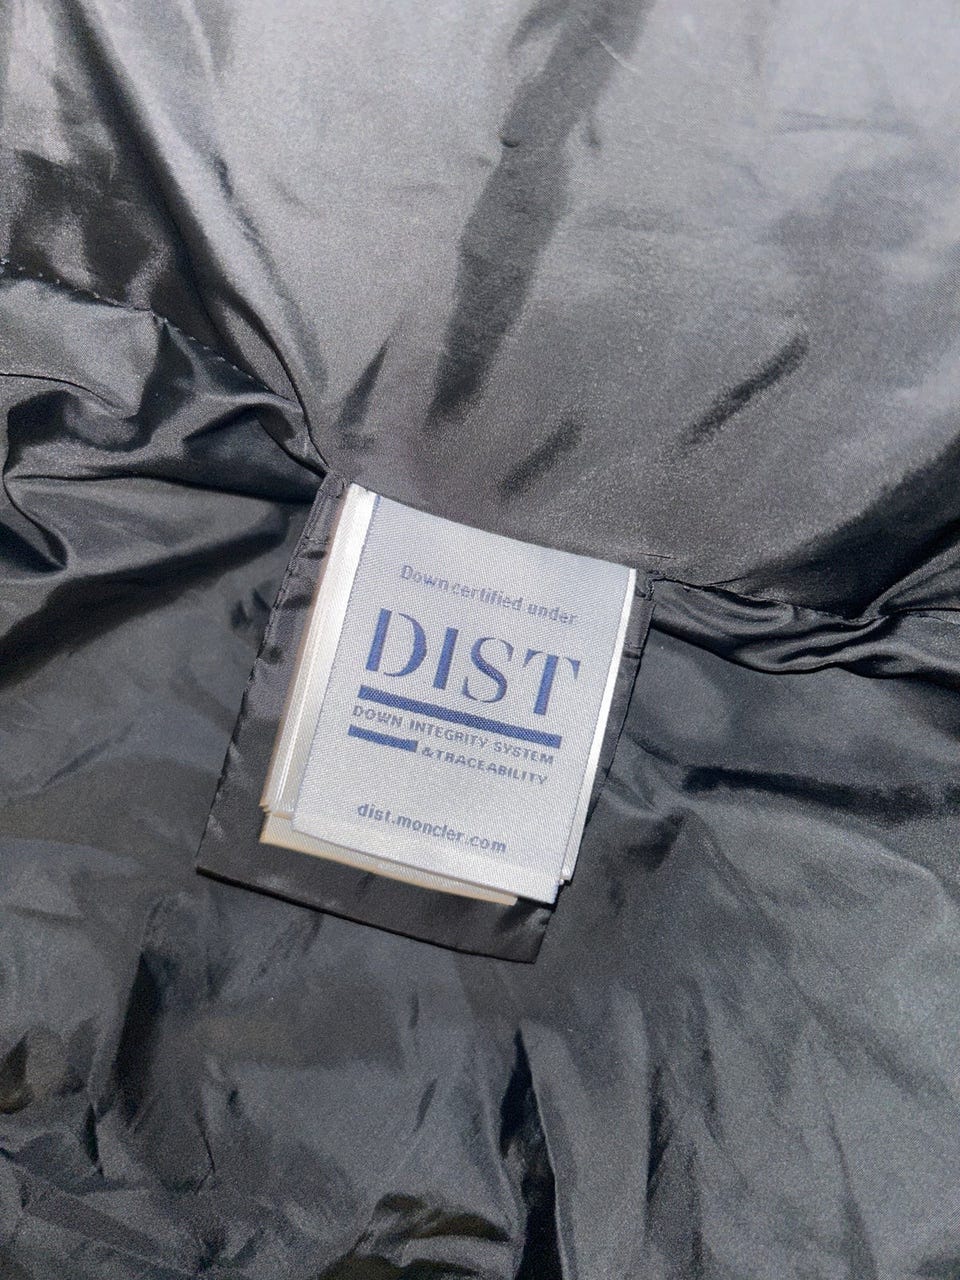 Down certified under
DIST
DOWN INTEGRITY SYSTEM
& TRACEABILITY
dist.moncler.com